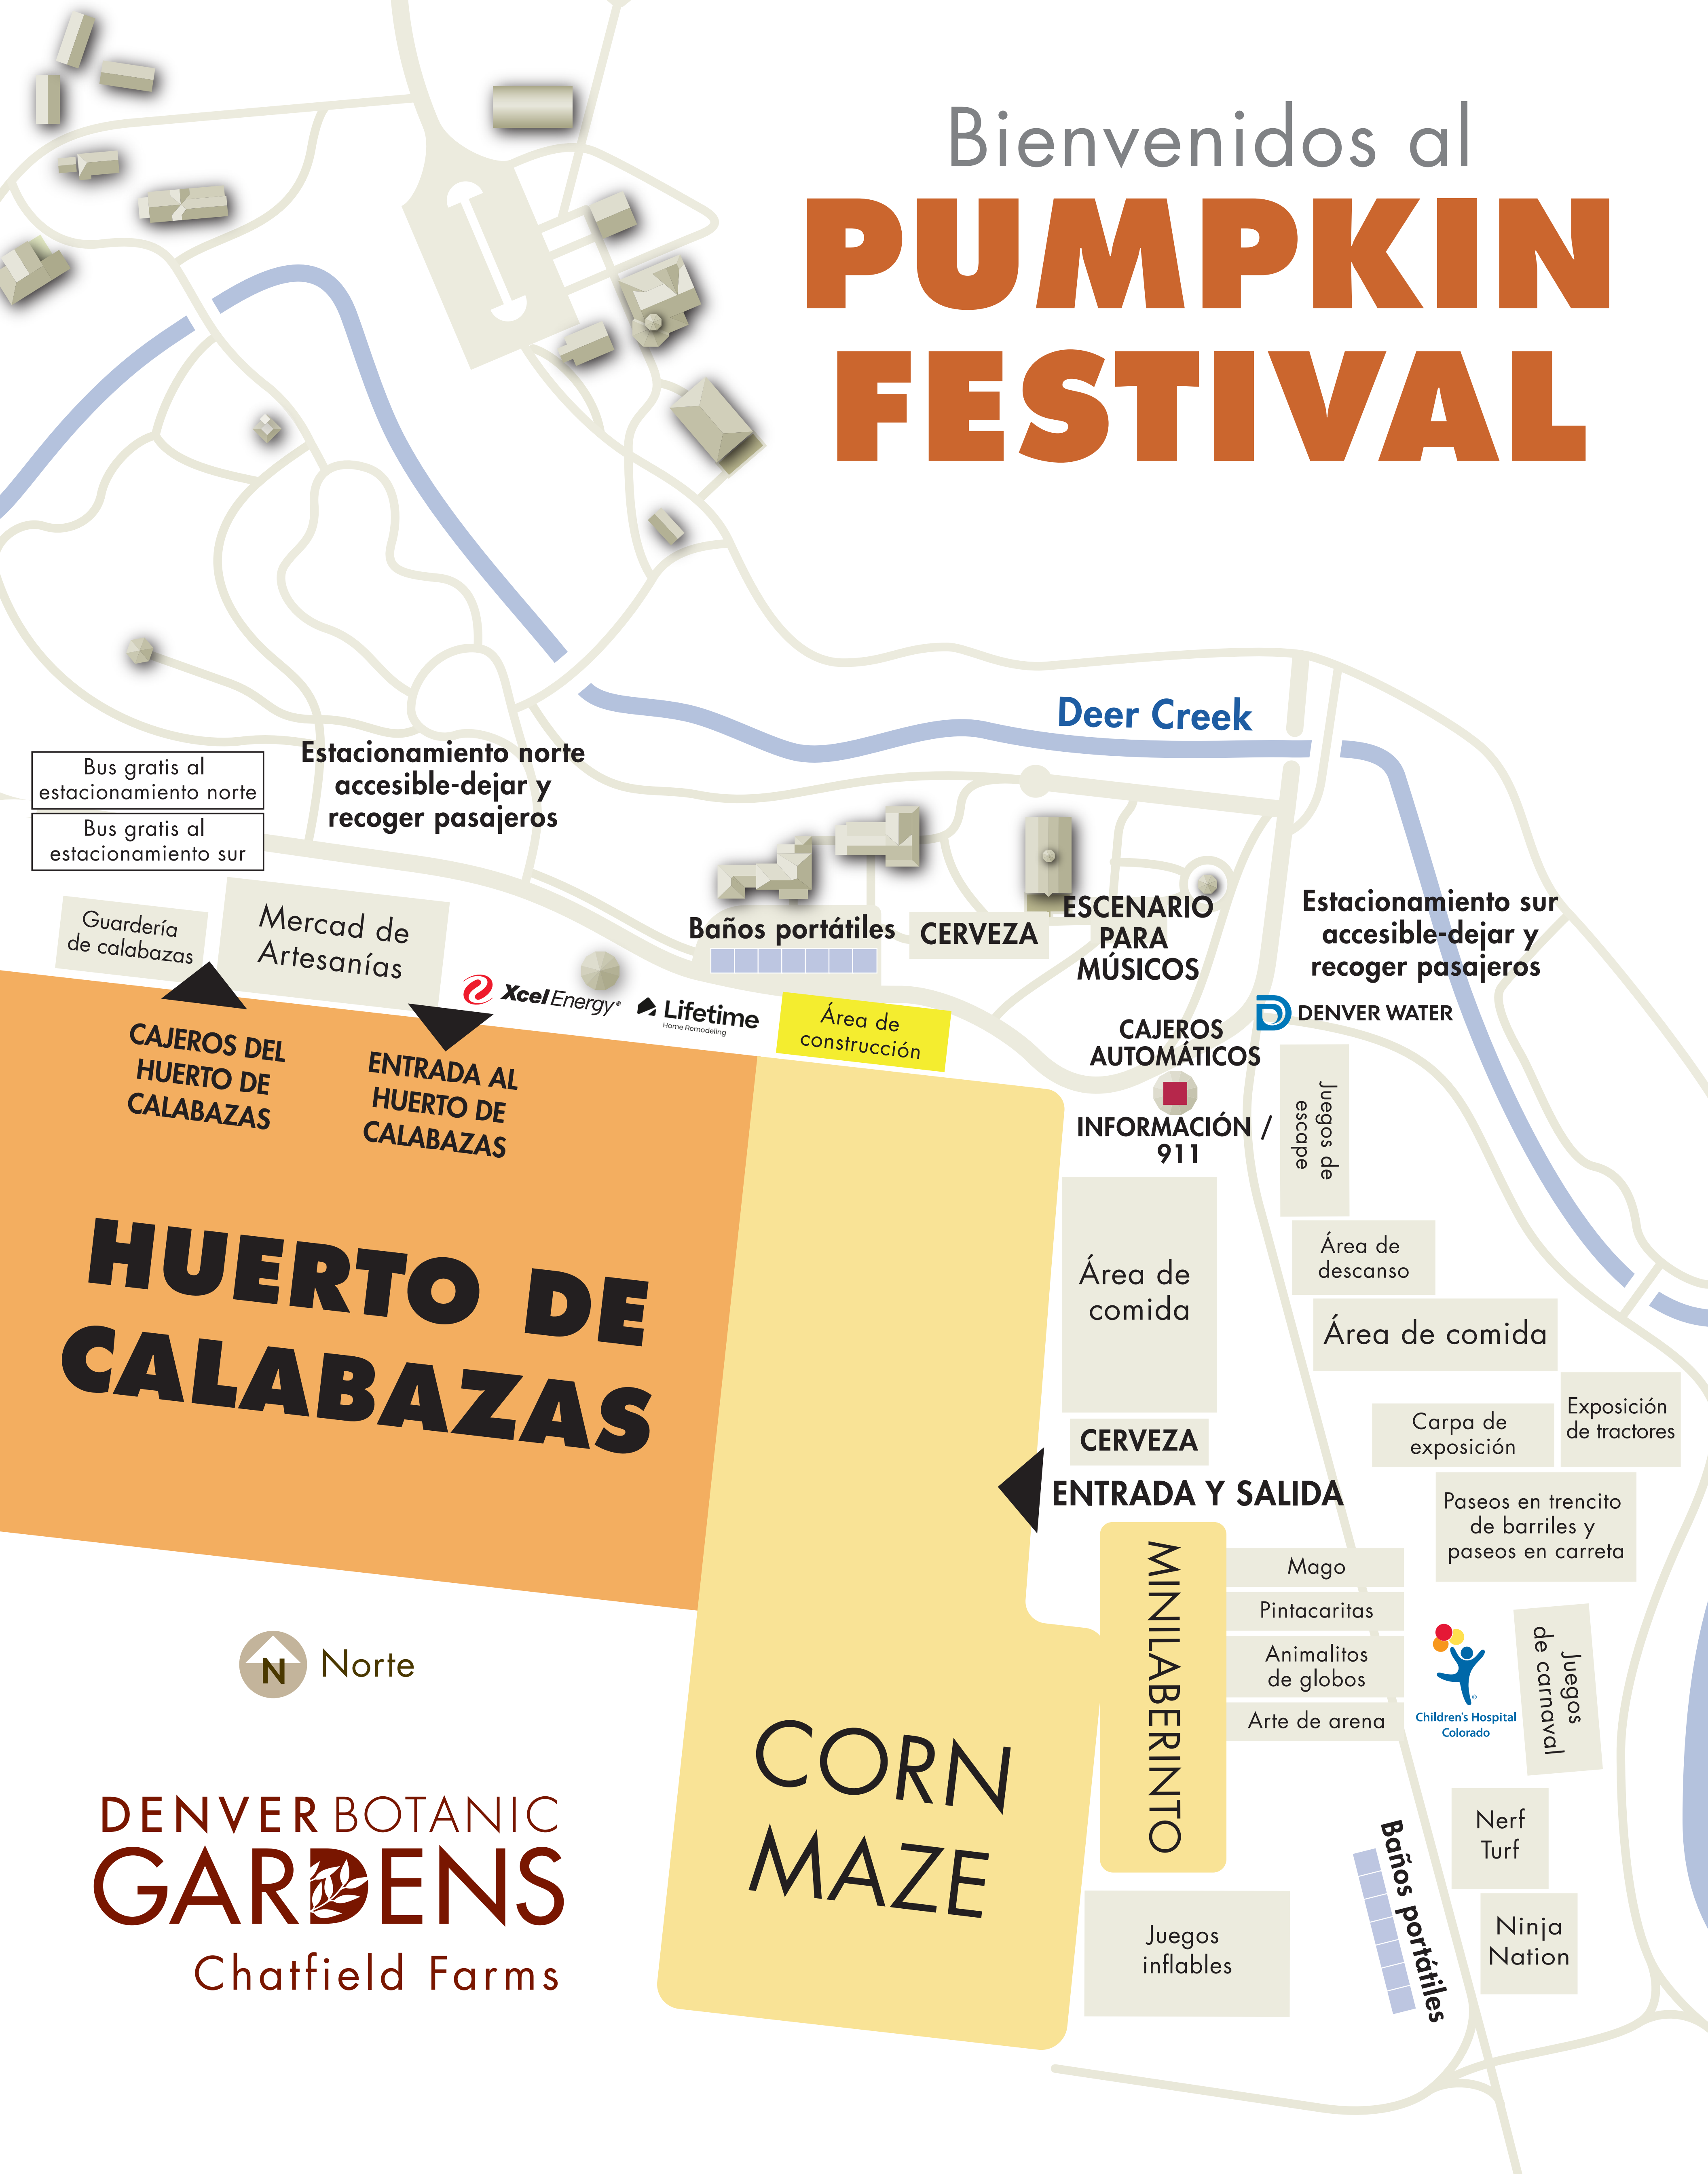 Bienvenidos al
PUMPKIN
FESTIVAL
Deer Creek
Bus gratis al
estacionamiento norte
Bus gratis al
estacionamiento sur
Estacionamiento norte
accesible-dejar y
recoger pasajeros
Guardería
de calabazas
Mercad de
Artesanías
Xcel Energy®
Lifetime
Home Remodeling
Baños portátiles
CERVEZA
ESCENARIO
PARA
MÚSICOS
Estacionamiento sur
accesible-dejar y
recoger pasajeros
DENVER WATER
Área de
construcción
CAJEROS
AUTOMÁTICOS
INFORMACIÓN /
911
Juegos de
escape
CAJEROS DEL
HUERTO DE
CALABAZAS
ENTRADA AL
HUERTO DE
CALABAZAS
HUERTO DE
CALABAZAS
Área de
comida
Área de
descanso
Área de comida
CERVEZA
Carpa de
exposición
Exposición
de tractores
ENTRADA Y SALIDA
Paseos en trencito
de barriles y
paseos en carreta
MINILABERINTO
Mago
Pintacaritas
Animalitos
de globos
Arte de arena
Children's Hospital
Colorado
®
Juegos
de carnaval
N
Norte
CORN
MAZE
DENVER BOTANIC
GARDENS
Chatfield Farms
Juegos
inflables
Baños portátiles
Nerf
Turf
Ninja
Nation